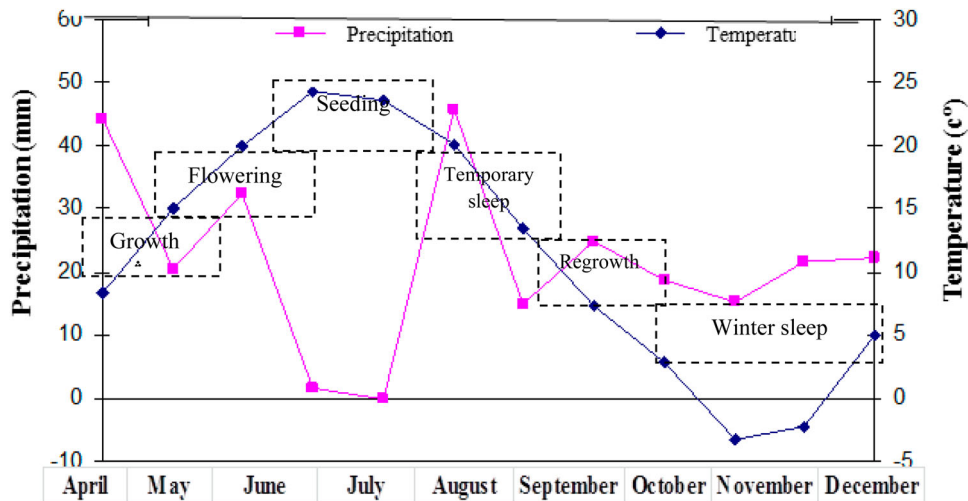 60
50
40
30
20
10
0
-10
Precipitation (mm)
Precipitation
Temperatu
30
25
20
15
10
5
0
-5
Temperature (c°)
Seeding
Flowering
Temporary
sleep
Growth
Regrowth
Winter sleep
April May June July August September October November December